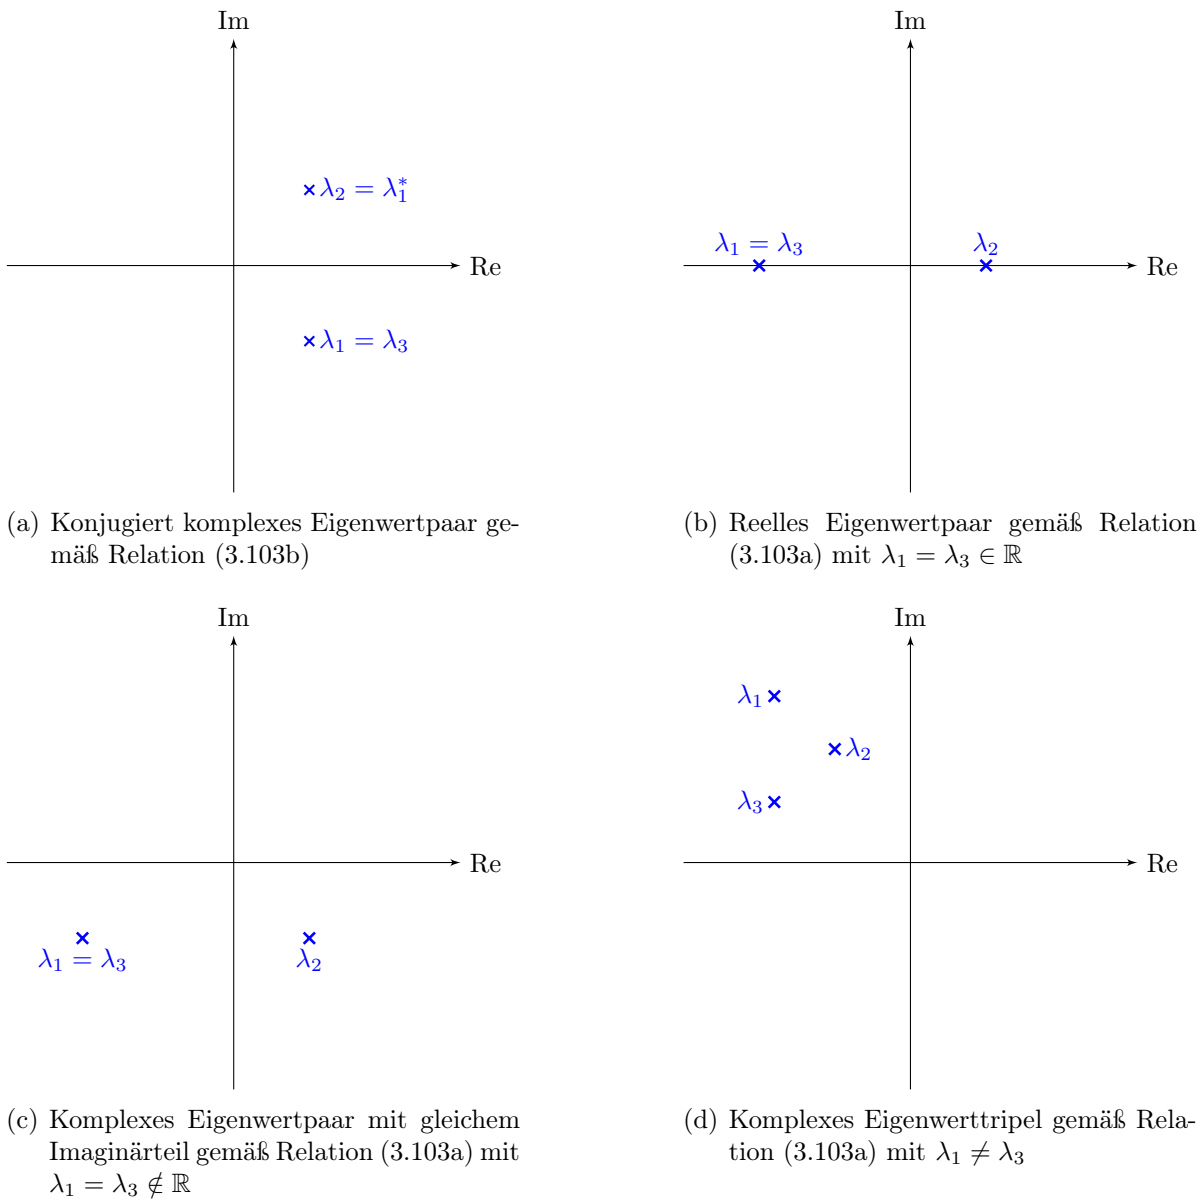 Im
λ₂ = λ₁*
Re
λ₁ = λ₃
(a) Konjugiert komplexes Eigenwertpaar ge-
mäß Relation (3.103b)
Im
λ₁ = λ₃
λ₂
Re
(b) Reelles Eigenwertpaar gemäß Relation
(3.103a) mit λ₁ = λ₃ ∈ ℝ
Im
Re
λ₁ = λ₃
λ₂
(c) Komplexes Eigenwertpaar mit gleichem
Imaginärteil gemäß Relation (3.103a) mit
λ₁ = λ₃ ∉ ℝ
Im
λ₁
λ₂
λ₃
Re
(d) Komplexes Eigenwerttripel gemäß Rela-
tion (3.103a) mit λ₁ ≠ λ₃